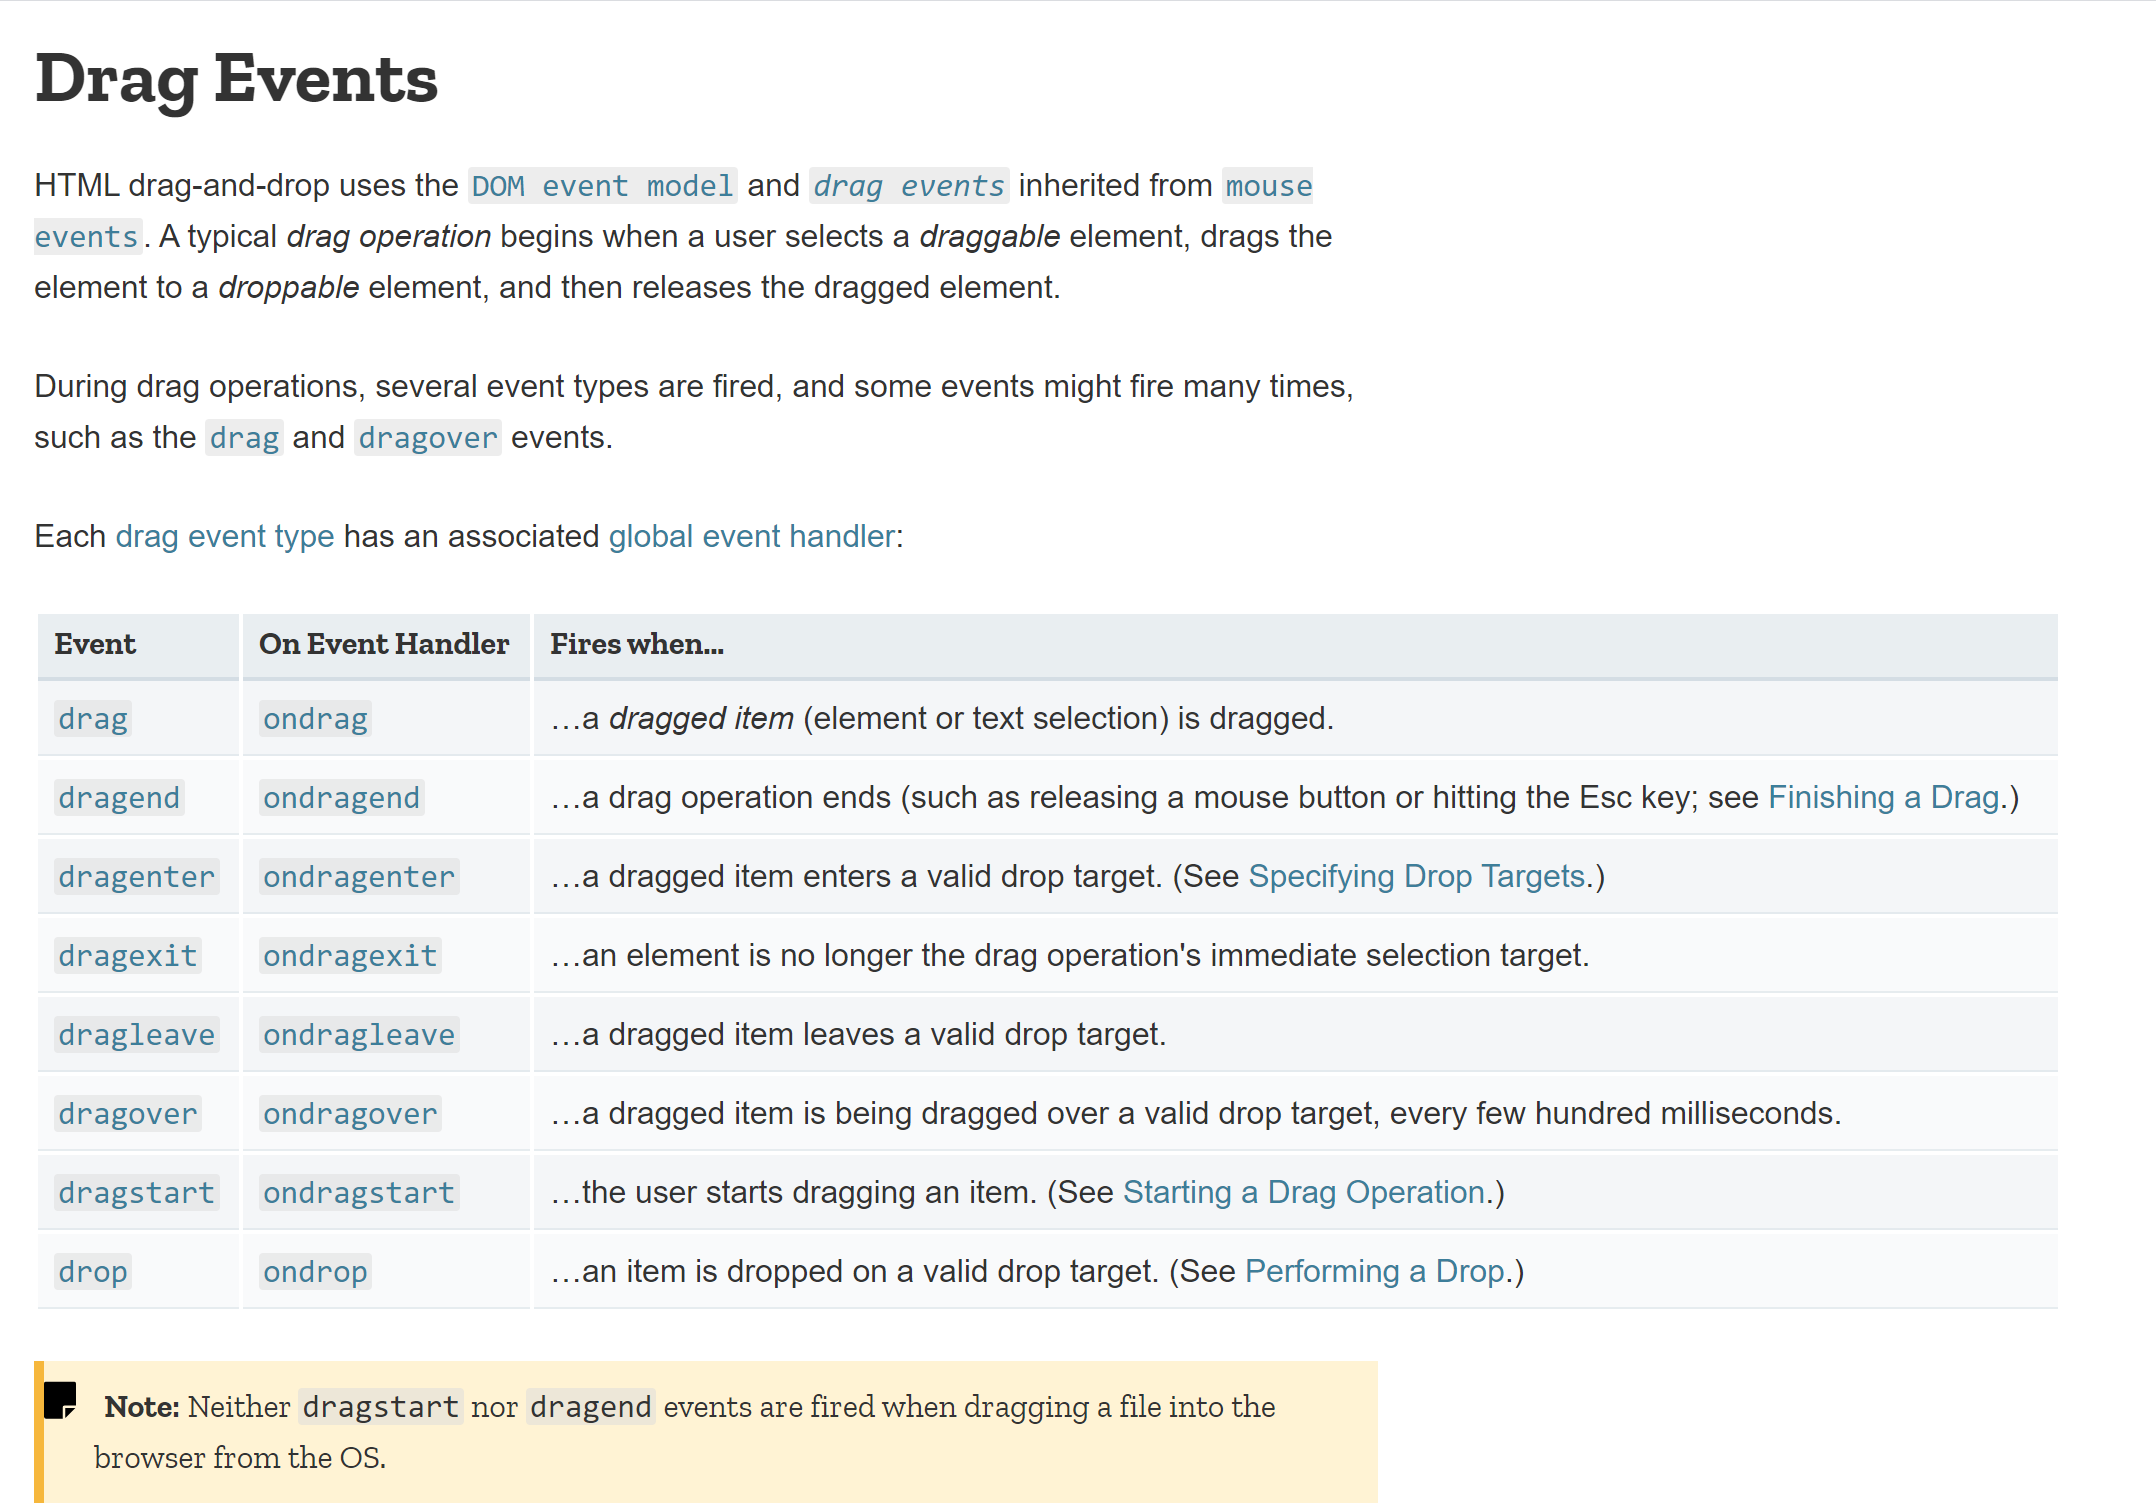 Drag Events
HTML drag-and-drop uses the DOM event model and drag events inherited from mouse
events. A typical drag operation begins when a user selects a draggable element, drags the
element to a droppable element, and then releases the dragged element.
During drag operations, several event types are fired, and some events might fire many times,
such as the drag and dragover events.
Each drag event type has an associated global event handler:
Event On Event Handler Fires when...
drag ondrag …a dragged item (element or text selection) is dragged.
dragend ondragend …a drag operation ends (such as releasing a mouse button or hitting the Esc key; see Finishing a Drag.)
dragenter ondragenter …a dragged item enters a valid drop target. (See Specifying Drop Targets.)
dragexit ondragexit …an element is no longer the drag operation's immediate selection target.
dragleave ondragleave …a dragged item leaves a valid drop target.
dragover ondragover …a dragged item is being dragged over a valid drop target, every few hundred milliseconds.
dragstart ondragstart …the user starts dragging an item. (See Starting a Drag Operation.)
drop ondrop …an item is dropped on a valid drop target. (See Performing a Drop.)
Note: Neither dragstart nor dragend events are fired when dragging a file into the
browser from the OS.